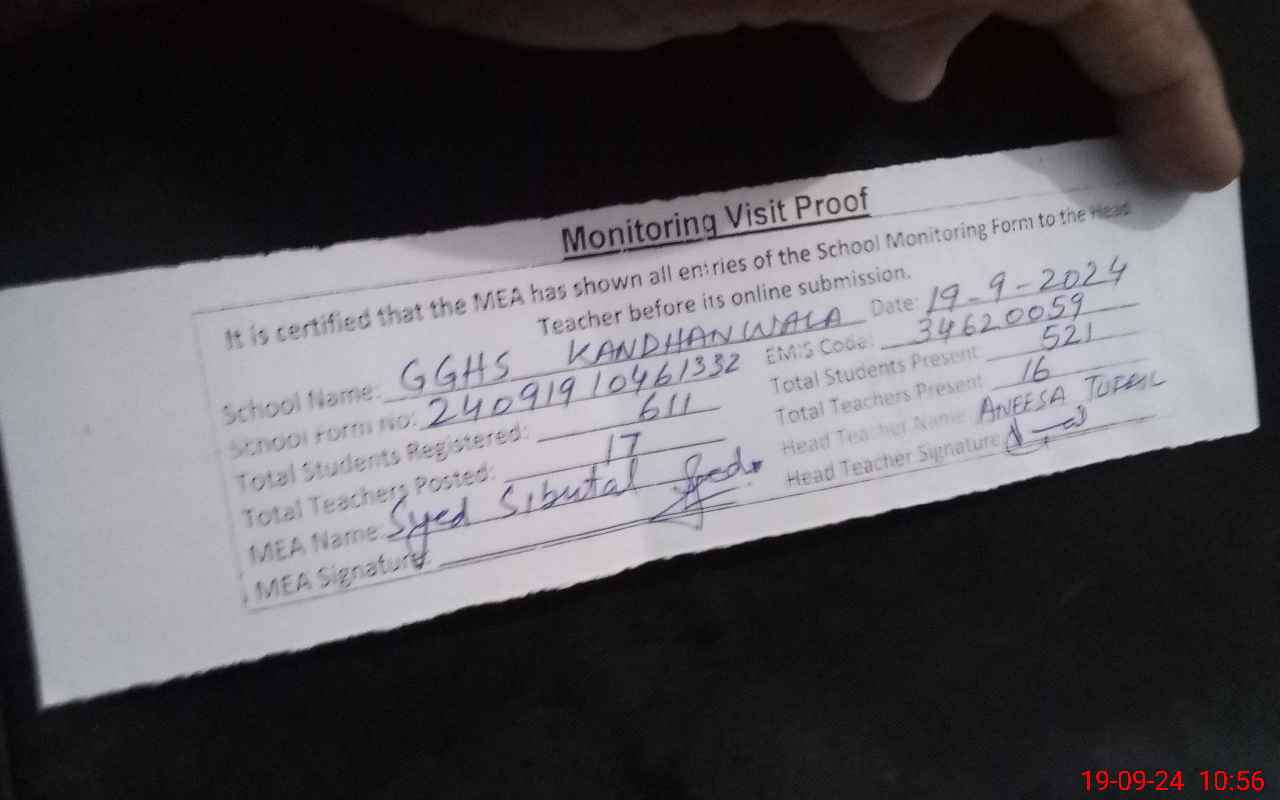 Monitoring Visit Proof
It is certified that the MEA has shown all entries of the School Monitoring Form to the Head
Teacher before its online submission.
School Name: GGHS KANDHANWALA Date: 19-9-2024
School Form No: 24091910461332 EMIS Code: 34620059
Total Students Registered: 611 Total Students Present 521
Total Teachers Posted: 17 Total Teachers Present 16
MEA Name: Syed Sibutal Head Teacher Name ANEESA TUFAIL
MEA Signature: Head Teacher Signature
19-09-24 10:56